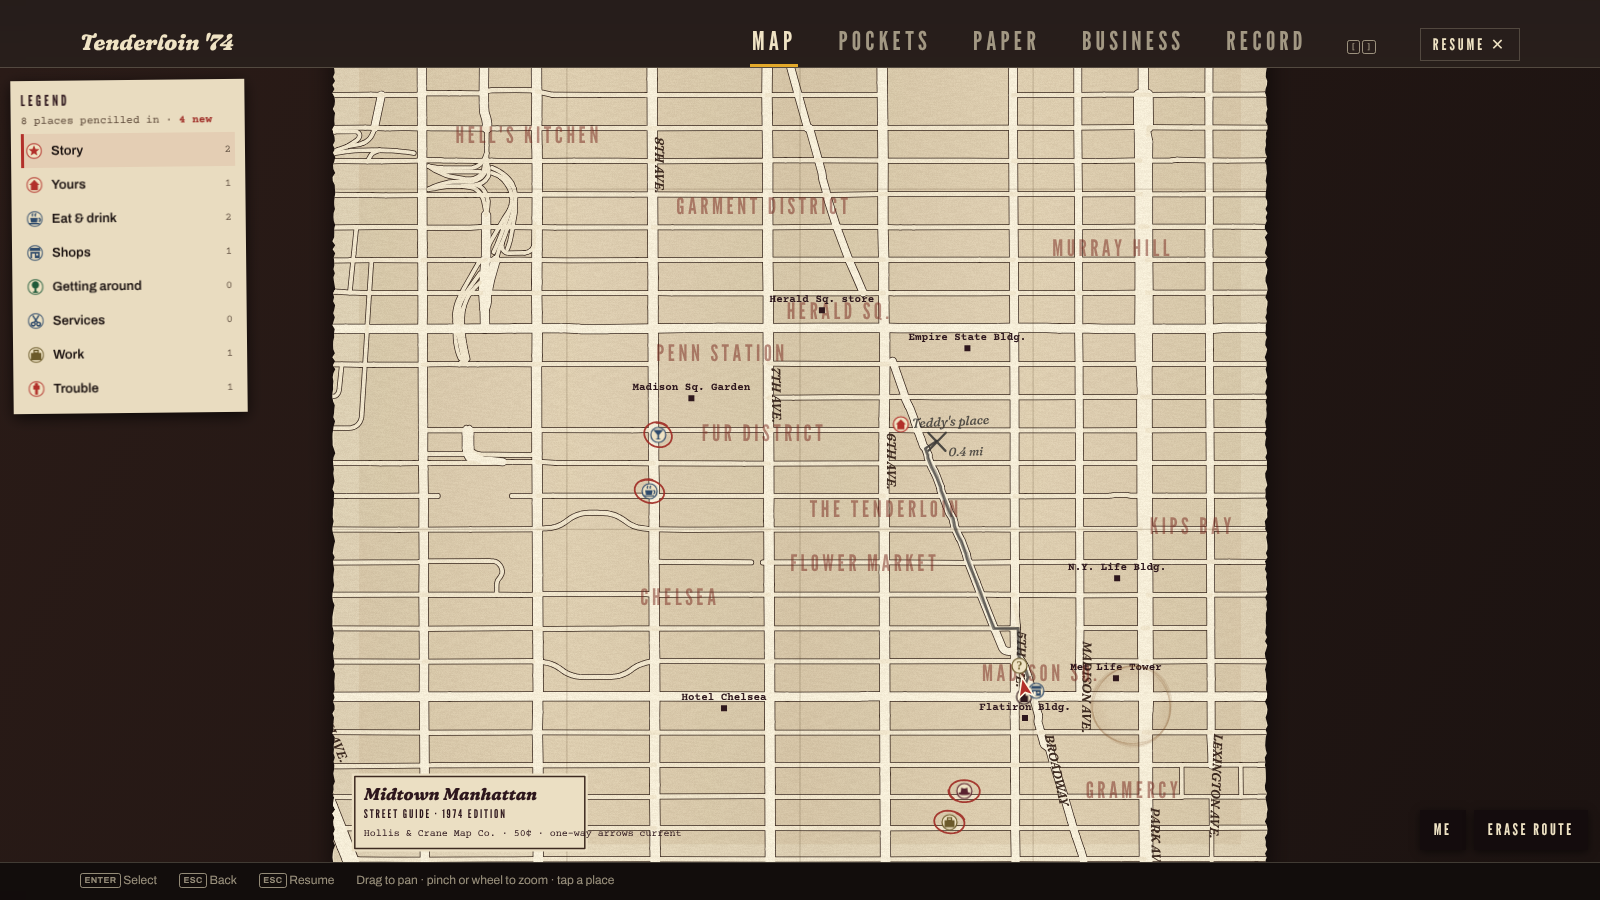 Tenderloin '74
MAP
POCKETS
PAPER
BUSINESS
RECORD
[ ]
RESUME ✕
LEGEND
8 places pencilled in · 4 new
Story 2
Yours 1
Eat & drink 2
Shops 1
Getting around 0
Services 0
Work 1
Trouble 1
HELL'S KITCHEN
8TH AVE.
GARMENT DISTRICT
MURRAY HILL
Herald Sq. store
HERALD SQ.
Empire State Bldg.
PENN STATION
7TH AVE.
Madison Sq. Garden
Teddy's place
FUR DISTRICT
6TH AVE.
0.4 mi
THE TENDERLOIN
KIPS BAY
FLOWER MARKET
N.Y. Life Bldg.
CHELSEA
5TH AVE.
?
MADISON SQ.
Met Life Tower
MADISON AVE.
Hotel Chelsea
Flatiron Bldg.
AVE.
BROADWAY
LEXINGTON AVE.
GRAMERCY
PARK AV
Midtown Manhattan
STREET GUIDE · 1974 EDITION
Hollis & Crane Map Co. · 50¢ · one-way arrows current
ME
ERASE ROUTE
ENTER Select
ESC Back
ESC Resume
Drag to pan · pinch or wheel to zoom · tap a place